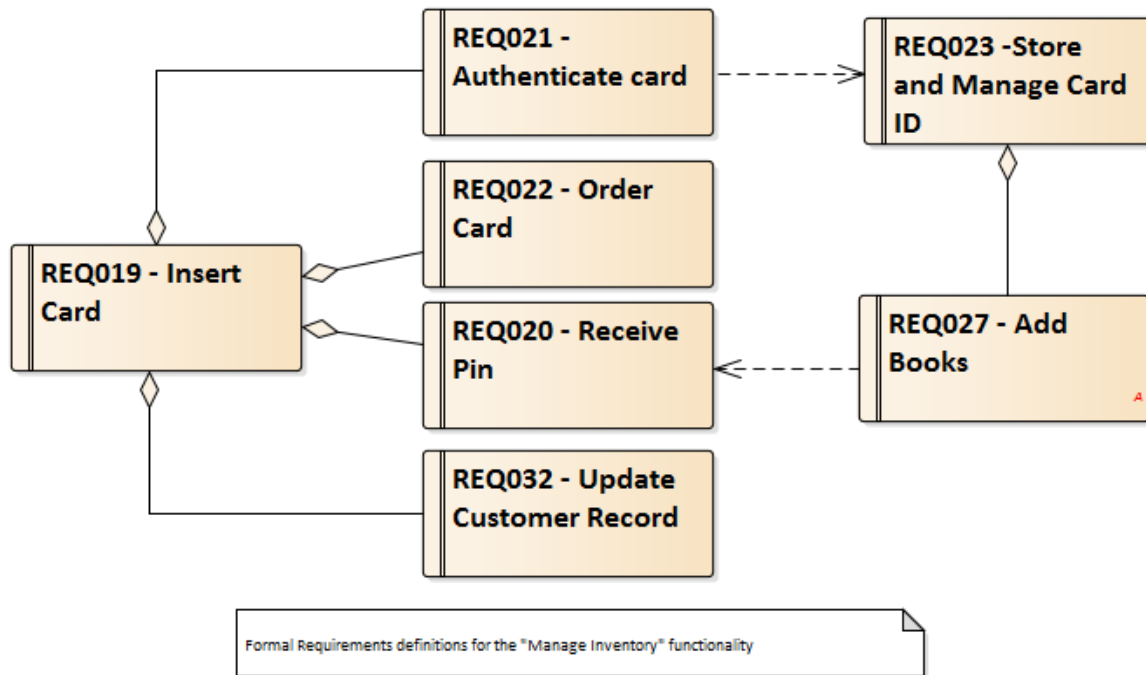 REQ021 -
Authenticate card
REQ023 -Store
and Manage Card
ID
REQ022 - Order
Card
REQ019 - Insert
Card
REQ020 - Receive
Pin
REQ027 - Add
Books
A
REQ032 - Update
Customer Record
Formal Requirements definitions for the "Manage Inventory" functionality